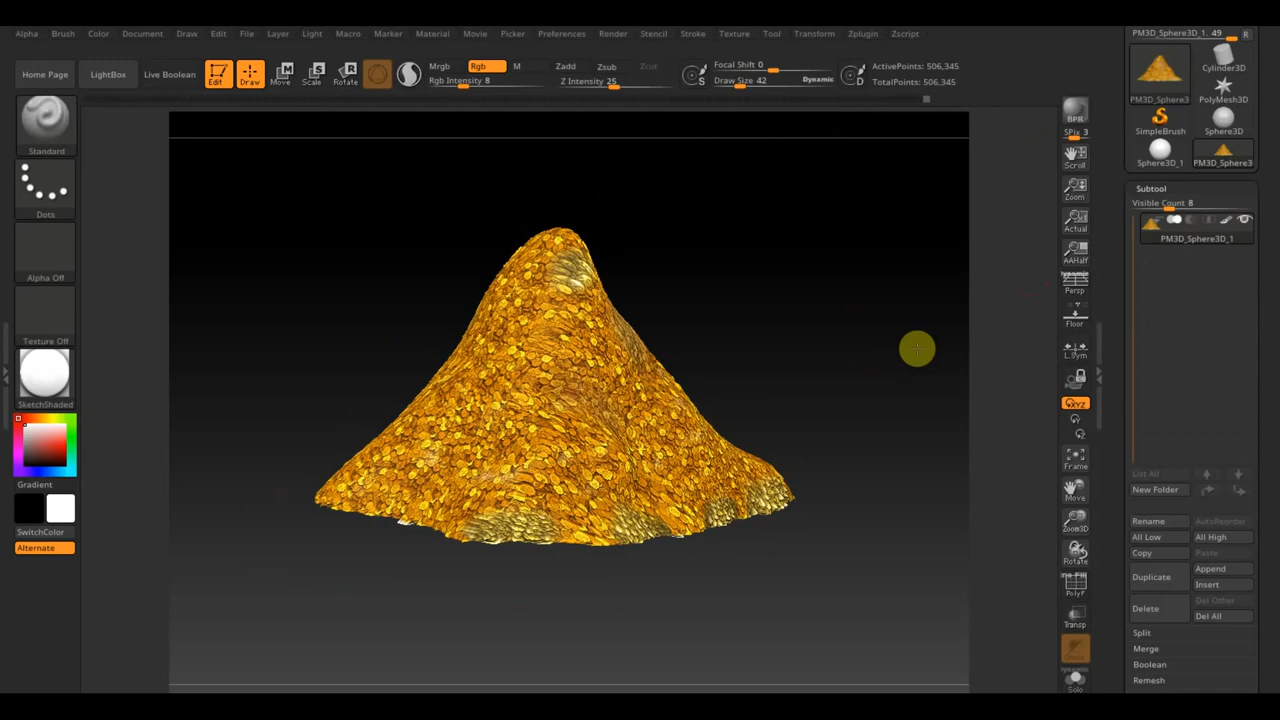 Alpha Brush Color Document Draw Edit File Layer Light Macro Marker Material Movie Picker Preferences Render Stencil Stroke Texture Tool Transform Zplugin Zscript
PM3D_Sphere3D_1. 49 R
Home Page LightBox Live Boolean Edit Draw Move Scale Rotate
Mrgb Rgb M Zadd Zsub Zcut
Rgb Intensity 8 Z Intensity 25
S Focal Shift 0 D
Draw Size 42 Dynamic
ActivePoints: 506,345
TotalPoints: 506,345
Standard
Dots
Alpha Off
Texture Off
SketchShaded
Gradient
SwitchColor
Alternate
BPR
SPix 3
Scroll
Zoom
Actual
AAHalf
Dynamic
Persp
Floor
L.Sym
XYZ
Frame
Move
Zoom3D
Rotate
PolyF
Transp
Dynamic
Solo
PM3D_Sphere3
Cylinder3D
PolyMesh3D
SimpleBrush
Sphere3D
Sphere3D_1
PM3D_Sphere3
Subtool
Visible Count 8
PM3D_Sphere3D_1
List All
New Folder
Rename AutoReorder
All Low All High
Copy Paste
Duplicate Append
Insert
Delete Del Other
Del All
Split
Merge
Boolean
Remesh